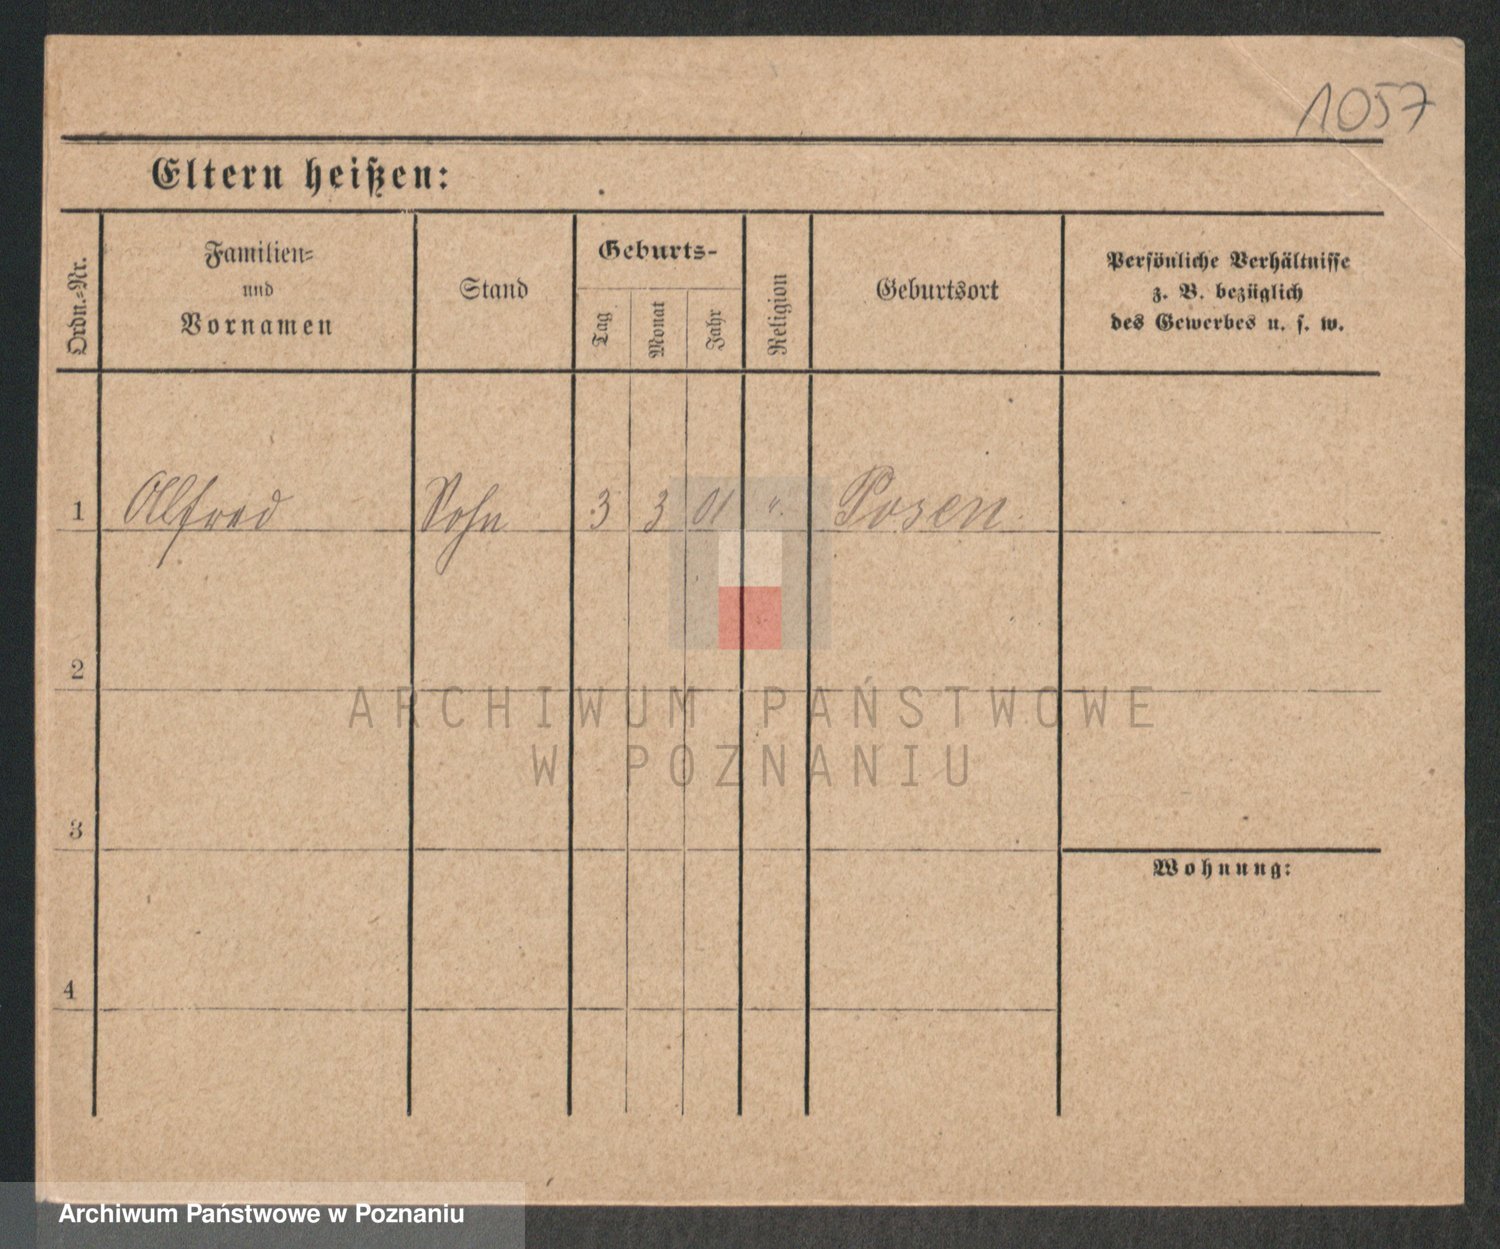 1057
Eltern heißen:
Ordn.=Nr.
Familien=
und
Vornamen
Stand
Geburts-
Tag
Monat
Jahr
Religion
Geburtsort
Persönliche Verhältnisse
z. B. bezüglich
des Gewerbes u. s. w.
1 Alfred Sohn 3 3 01 ". Posen
2
ARCHIWUM PAŃSTWOWE
W POZNANIU
3
Wohnung:
4
Archiwum Państwowe w Poznaniu